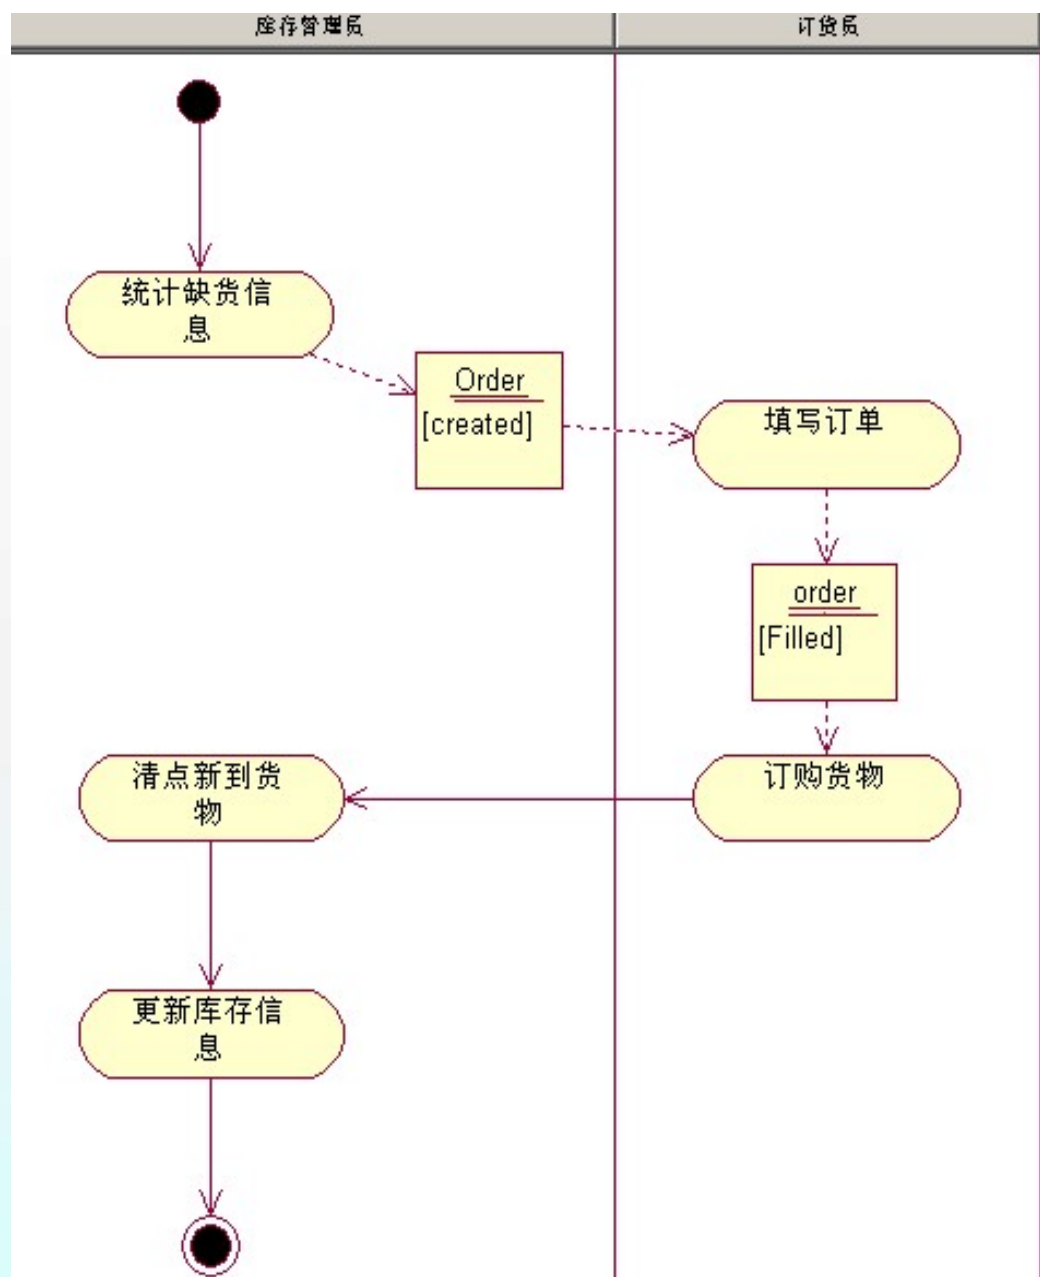 库存管理员
订货员
统计缺货信
息
Order
[created]
填写订单
order
[Filled]
清点新到货
物
订购货物
更新库存信
息